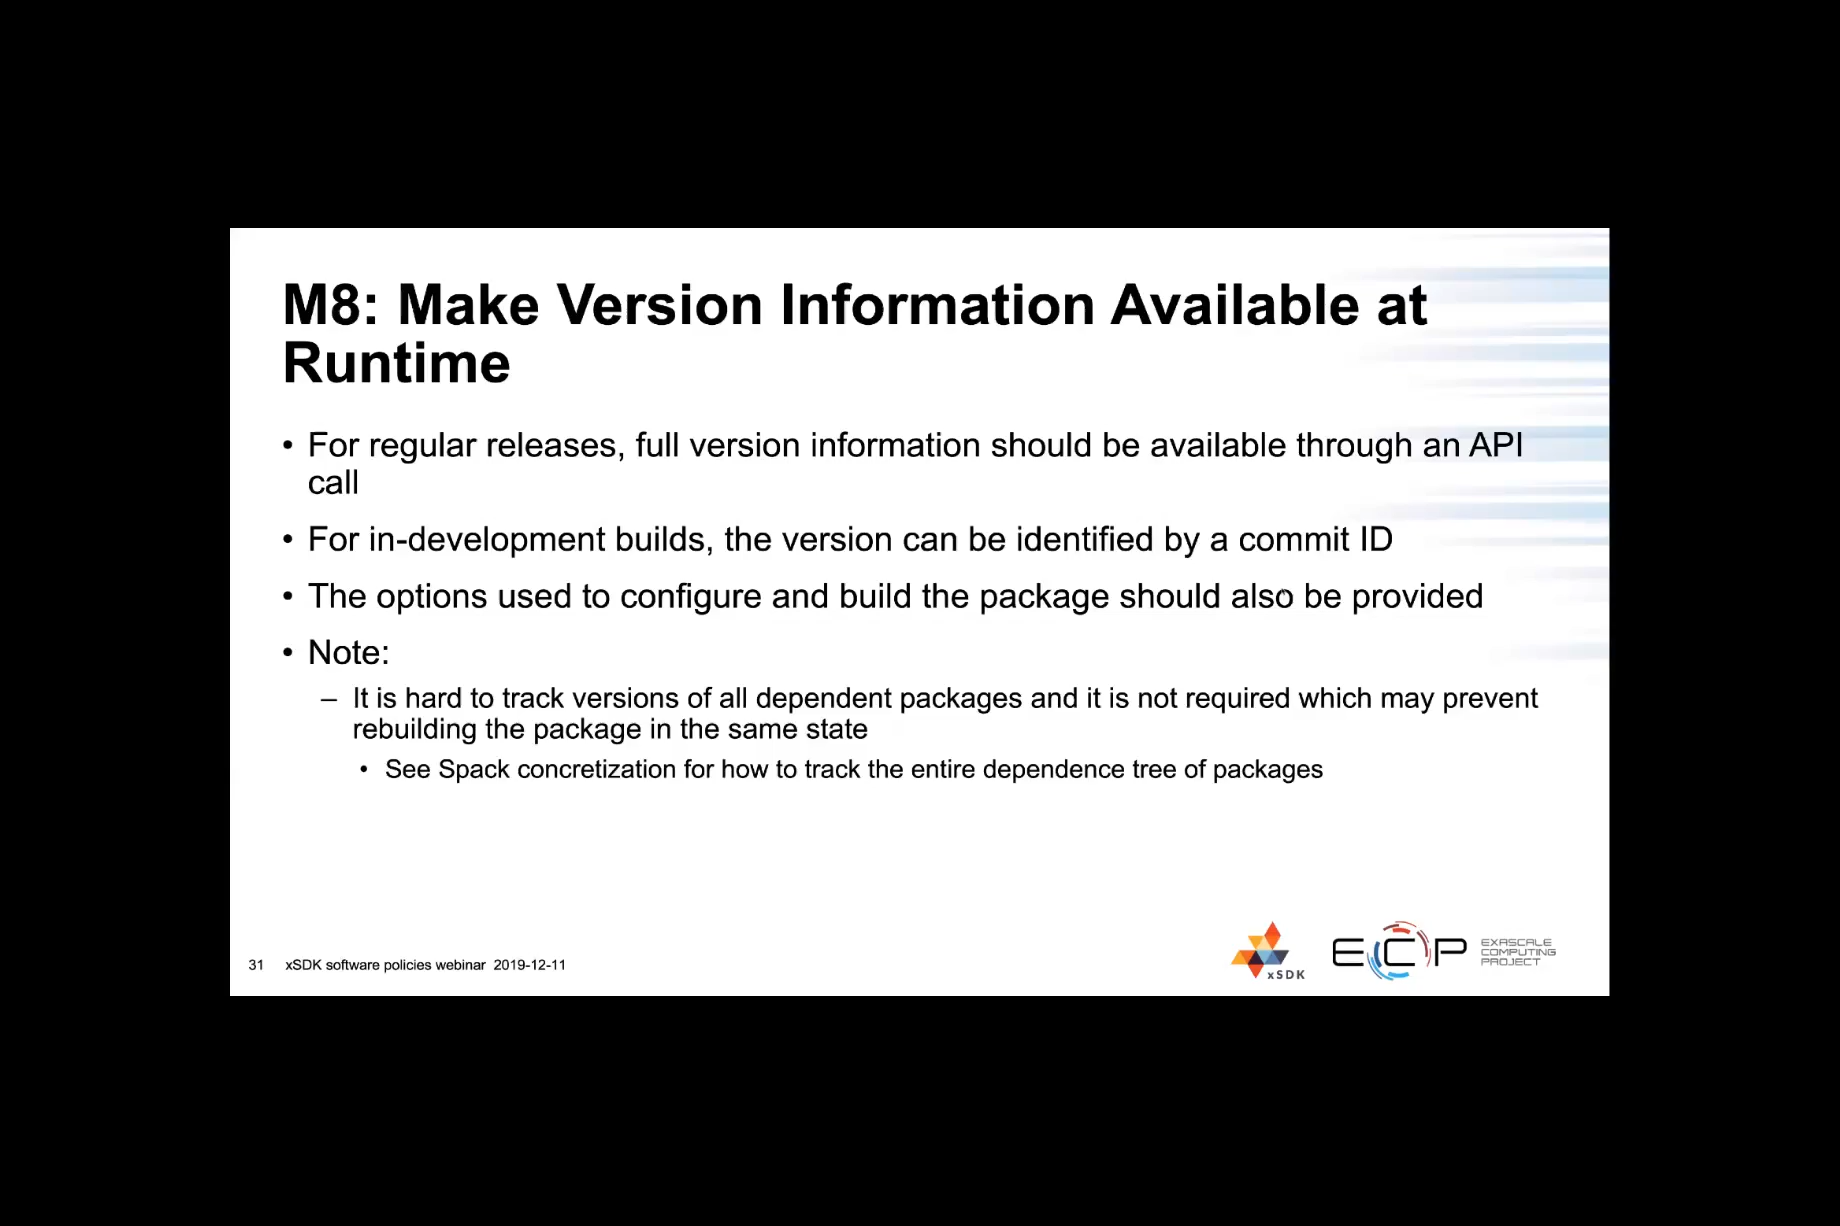 M8: Make Version Information Available at
Runtime
• For regular releases, full version information should be available through an API
call
• For in-development builds, the version can be identified by a commit ID
• The options used to configure and build the package should also be provided
• Note:
– It is hard to track versions of all dependent packages and it is not required which may prevent
rebuilding the package in the same state
• See Spack concretization for how to track the entire dependence tree of packages
31 xSDK software policies webinar 2019-12-11
xSDK
ECP
EXASCALE
COMPUTING
PROJECT